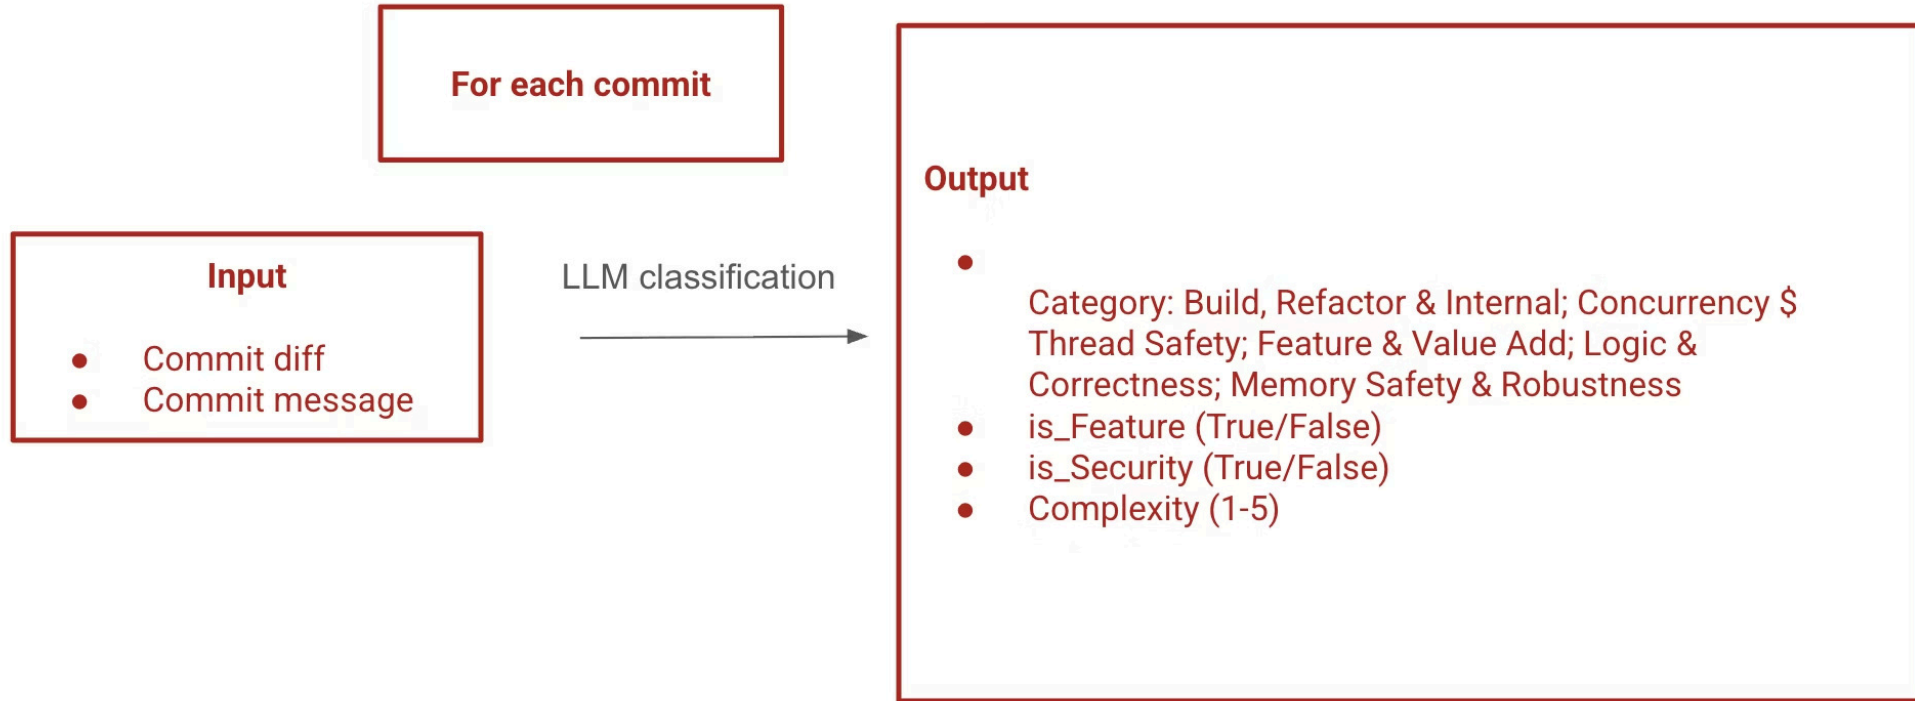 For each commit
Input
● Commit diff
● Commit message
LLM classification
Output
●
Category: Build, Refactor & Internal; Concurrency $
Thread Safety; Feature & Value Add; Logic &
Correctness; Memory Safety & Robustness
● is_Feature (True/False)
● is_Security (True/False)
● Complexity (1-5)